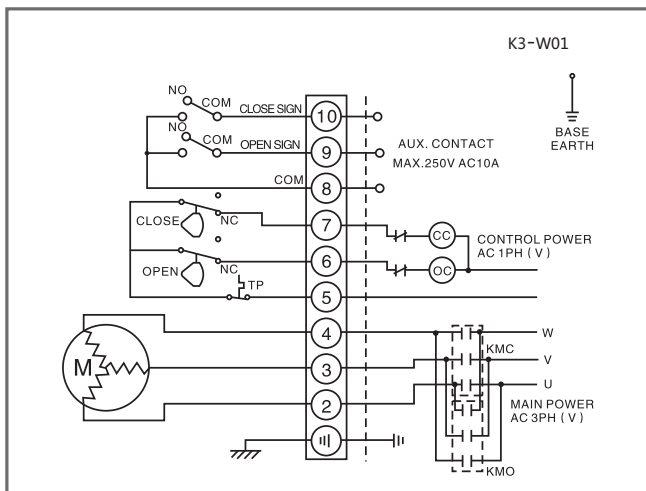 K3-W01
NO
COM
CLOSE SIGN
10
NO
COM
OPEN SIGN
9
AUX. CONTACT
MAX.250V AC10A
BASE
EARTH
COM
8
CLOSE
NC
7
CC
CONTROL POWER
AC 1PH ( V )
OPEN
NC
6
OC
TP
5
4
W
KMC
M
3
V
U
2
MAIN POWER
AC 3PH ( V )
KMO